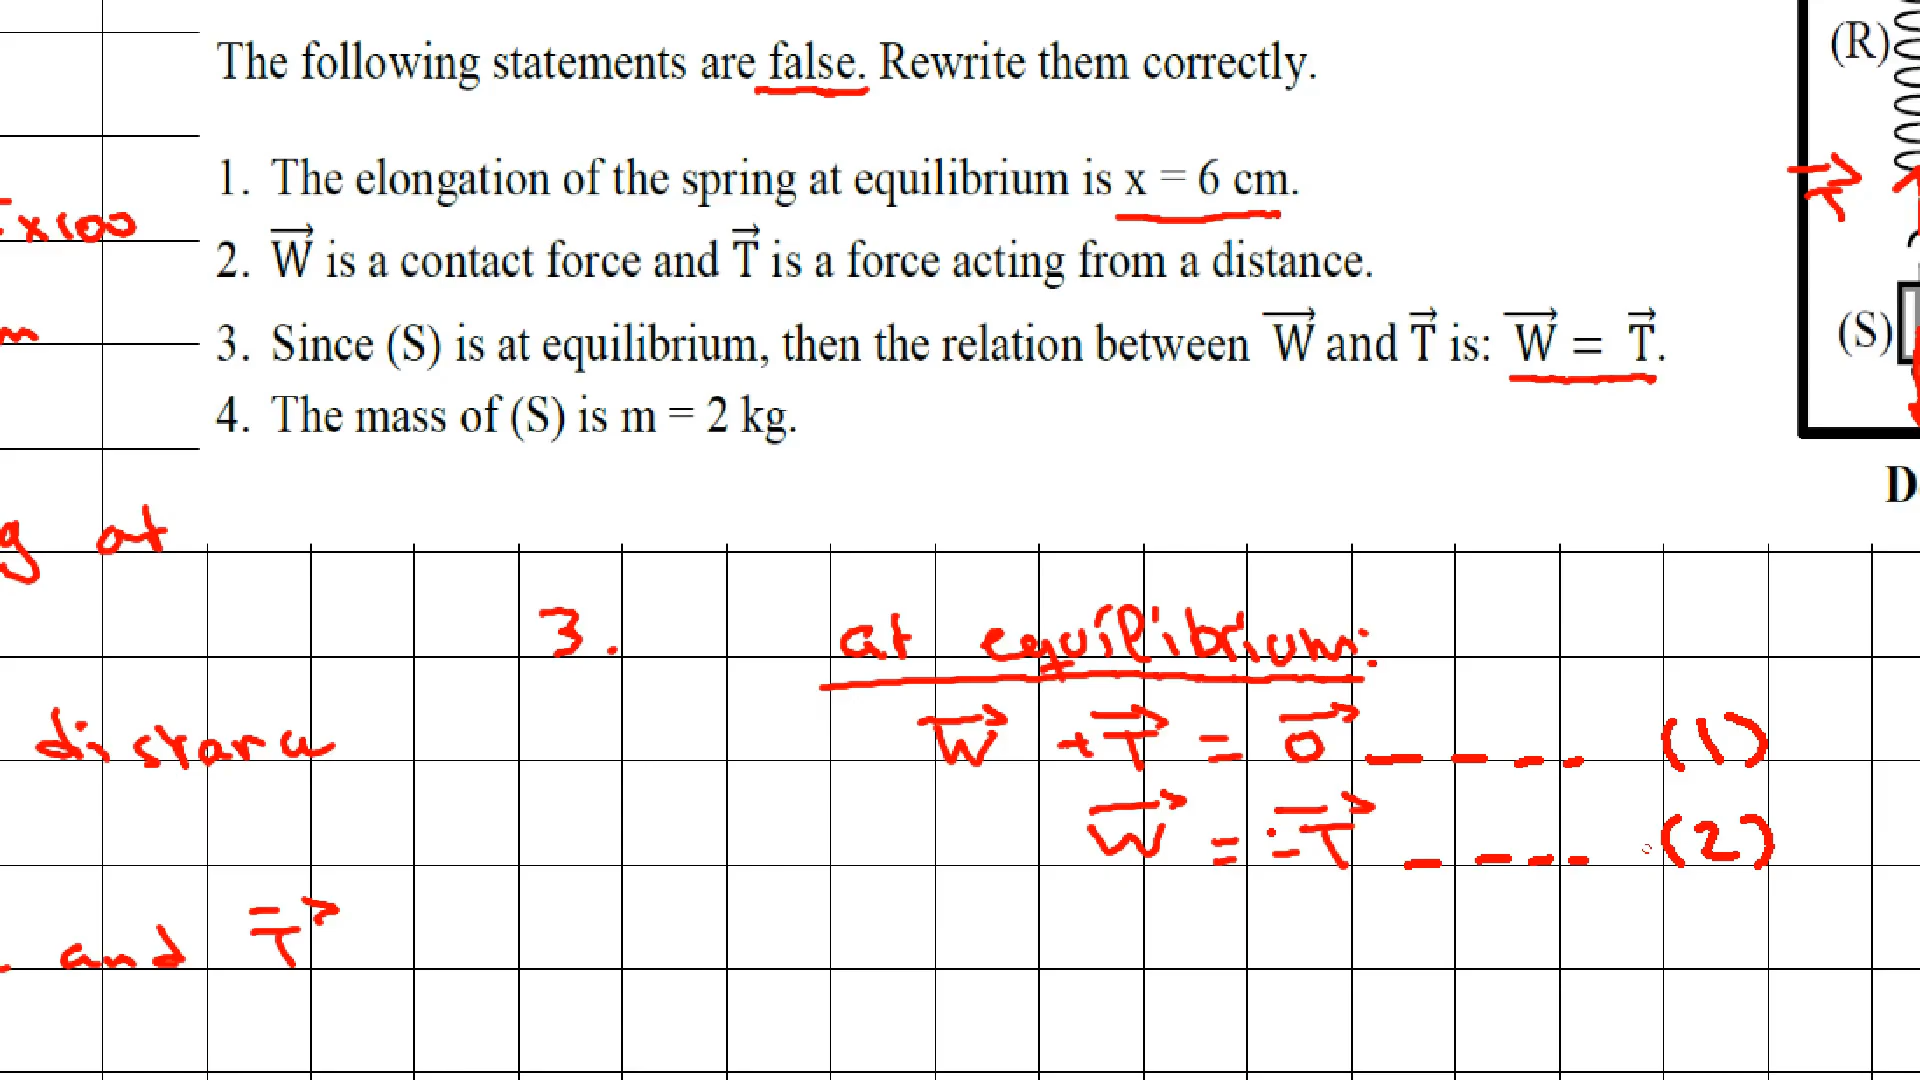 The following statements are false. Rewrite them correctly.
(R)
1. The elongation of the spring at equilibrium is x = 6 cm.
x100
2. W⃗ is a contact force and T⃗ is a force acting from a distance.
m
3. Since (S) is at equilibrium, then the relation between W⃗ and T⃗ is: W⃗ = T⃗.
(S)
4. The mass of (S) is m = 2 kg.
D
g at
3. at equilibrium:
distance
W⃗ + T⃗ = 0⃗ ---- (1)
W⃗ = -T⃗ ---- (2)
and T⃗